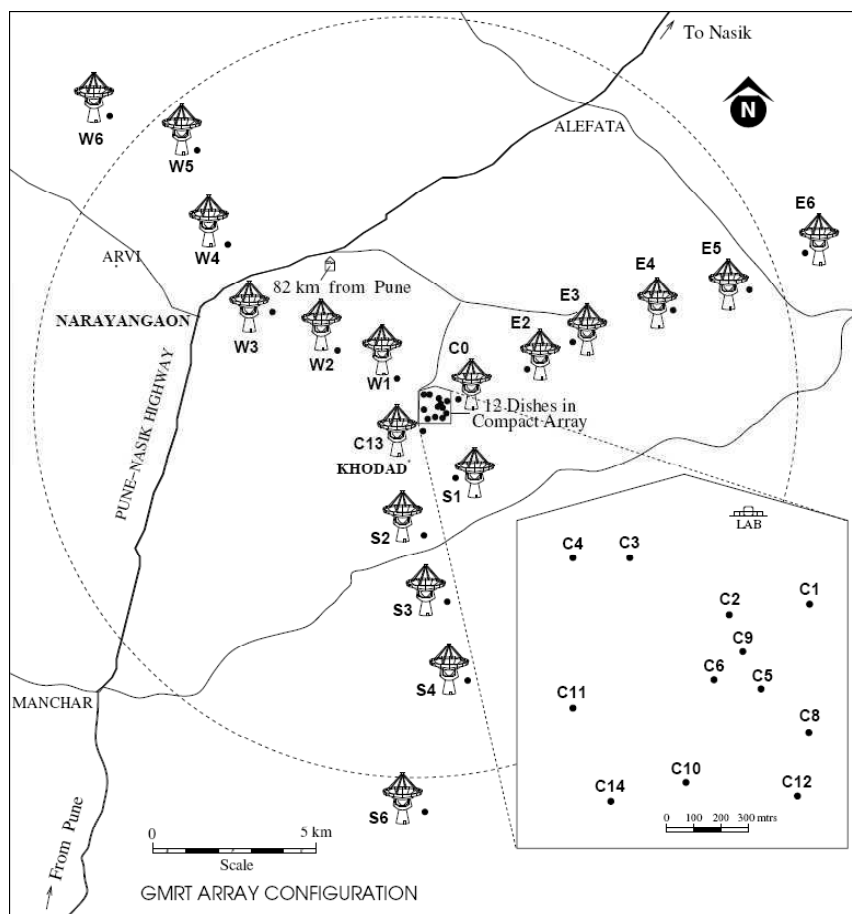 To Nasik
N
W6
W5
ALEFATA
E6
W4
ARVI
E5
E4
82 km from Pune
E3
NARAYANGAON
E2
W3
W2
C0
W1
12 Dishes in
Compact Array
C13
KHODAD
PUNE-NASIK HIGHWAY
S1
S2
LAB
C4
C3
C1
C2
S3
C9
C6
C5
S4
MANCHAR
C11
C8
C10
C12
C14
S6
0 100 200 300 mtrs
0 5 km
Scale
From Pune
GMRT ARRAY CONFIGURATION